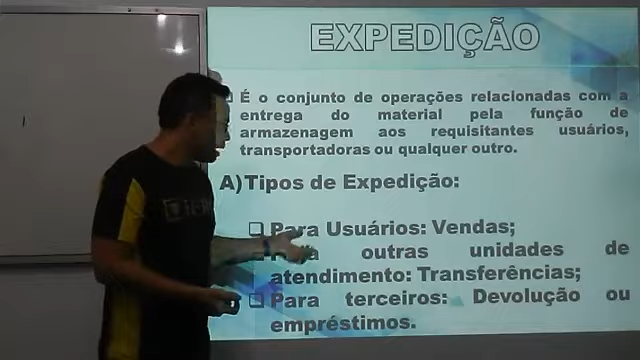 EXPEDIÇÃO
É o conjunto de operações relacionadas com a
entrega do material pela função de
armazenagem aos requisitantes usuários,
transportadoras ou qualquer outro.
A) Tipos de Expedição:
Para Usuários: Vendas;
outras unidades de
atendimento: Transferências;
Para terceiros: Devolução ou
empréstimos.